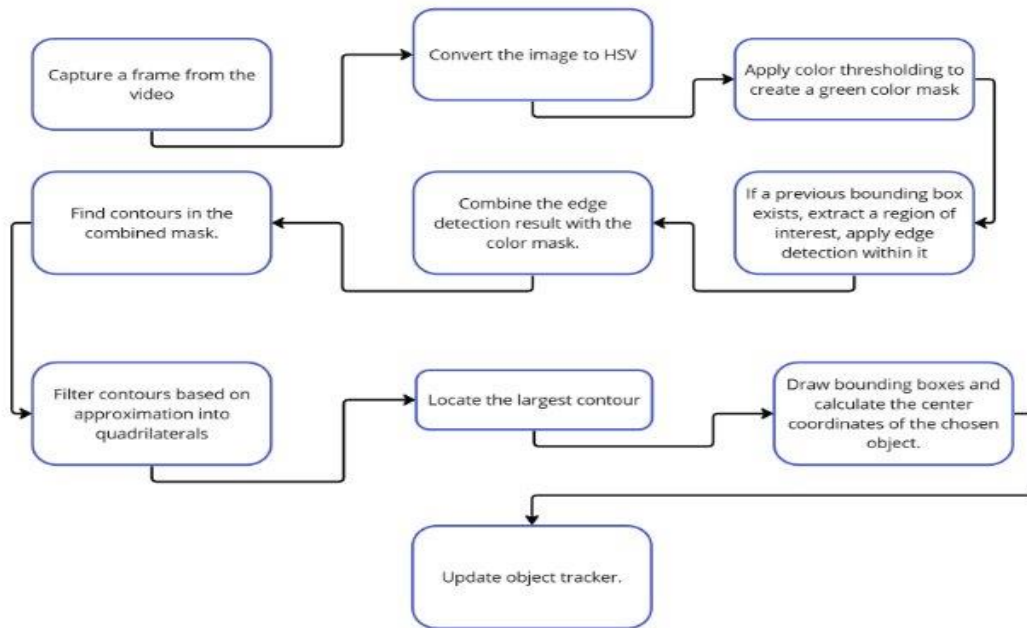 Capture a frame from the
video
Convert the image to HSV
Apply color thresholding to
create a green color mask
If a previous bounding box
exists, extract a region of
interest, apply edge
detection within it
Combine the edge
detection result with the
color mask.
Find contours in the
combined mask.
Filter contours based on
approximation into
quadrilaterals
Locate the largest contour
Draw bounding boxes and
calculate the center
coordinates of the chosen
object.
Update object tracker.